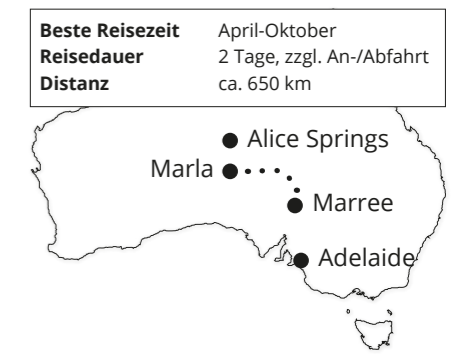 Beste Reisezeit April-Oktober
Reisedauer 2 Tage, zzgl. An-/Abfahrt
Distanz ca. 650 km
Alice Springs
Marla
Marree
Adelaide